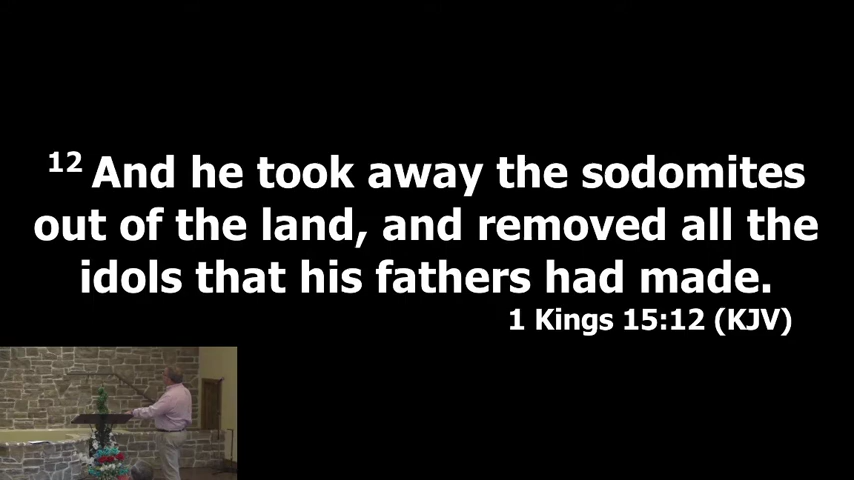 12 And he took away the sodomites
out of the land, and removed all the
idols that his fathers had made.
1 Kings 15:12 (KJV)